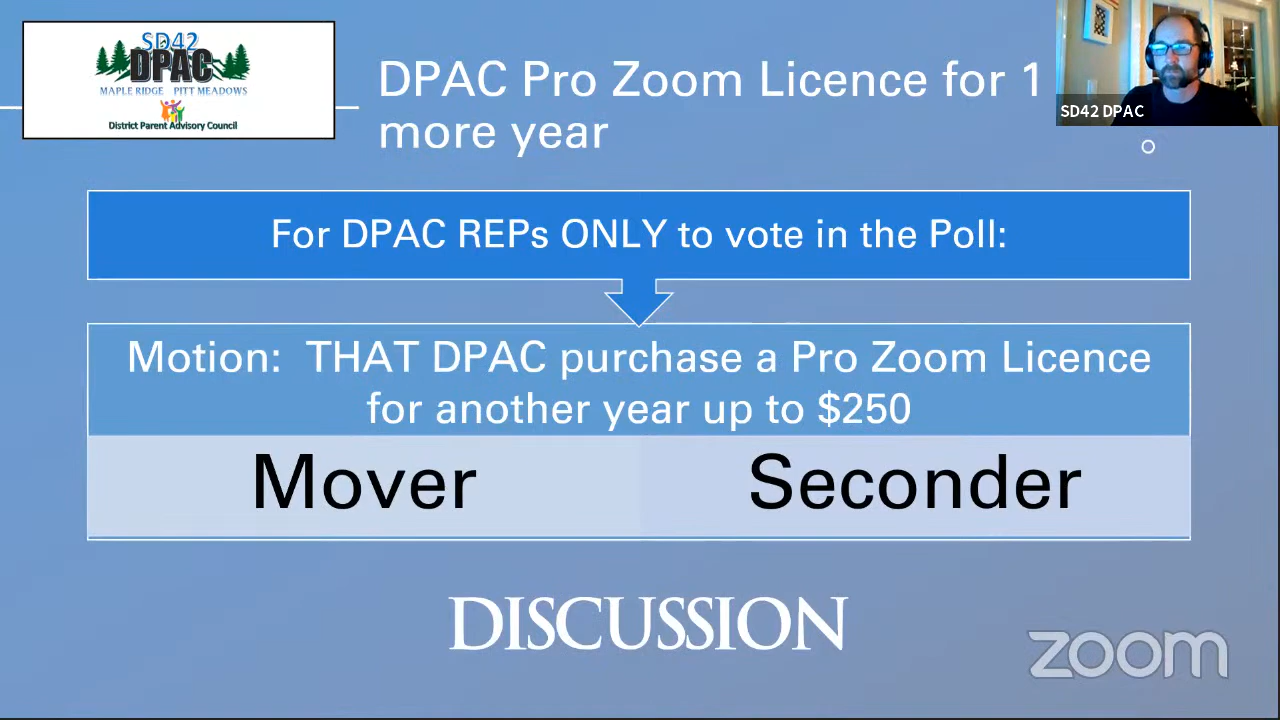 SD42
DPAC
MAPLE RIDGE PITT MEADOWS
District Parent Advisory Council
DPAC Pro Zoom Licence for 1
more year
SD42 DPAC
For DPAC REPs ONLY to vote in the Poll:
Motion: THAT DPAC purchase a Pro Zoom Licence
for another year up to $250
Mover
Seconder
DISCUSSION
zoom